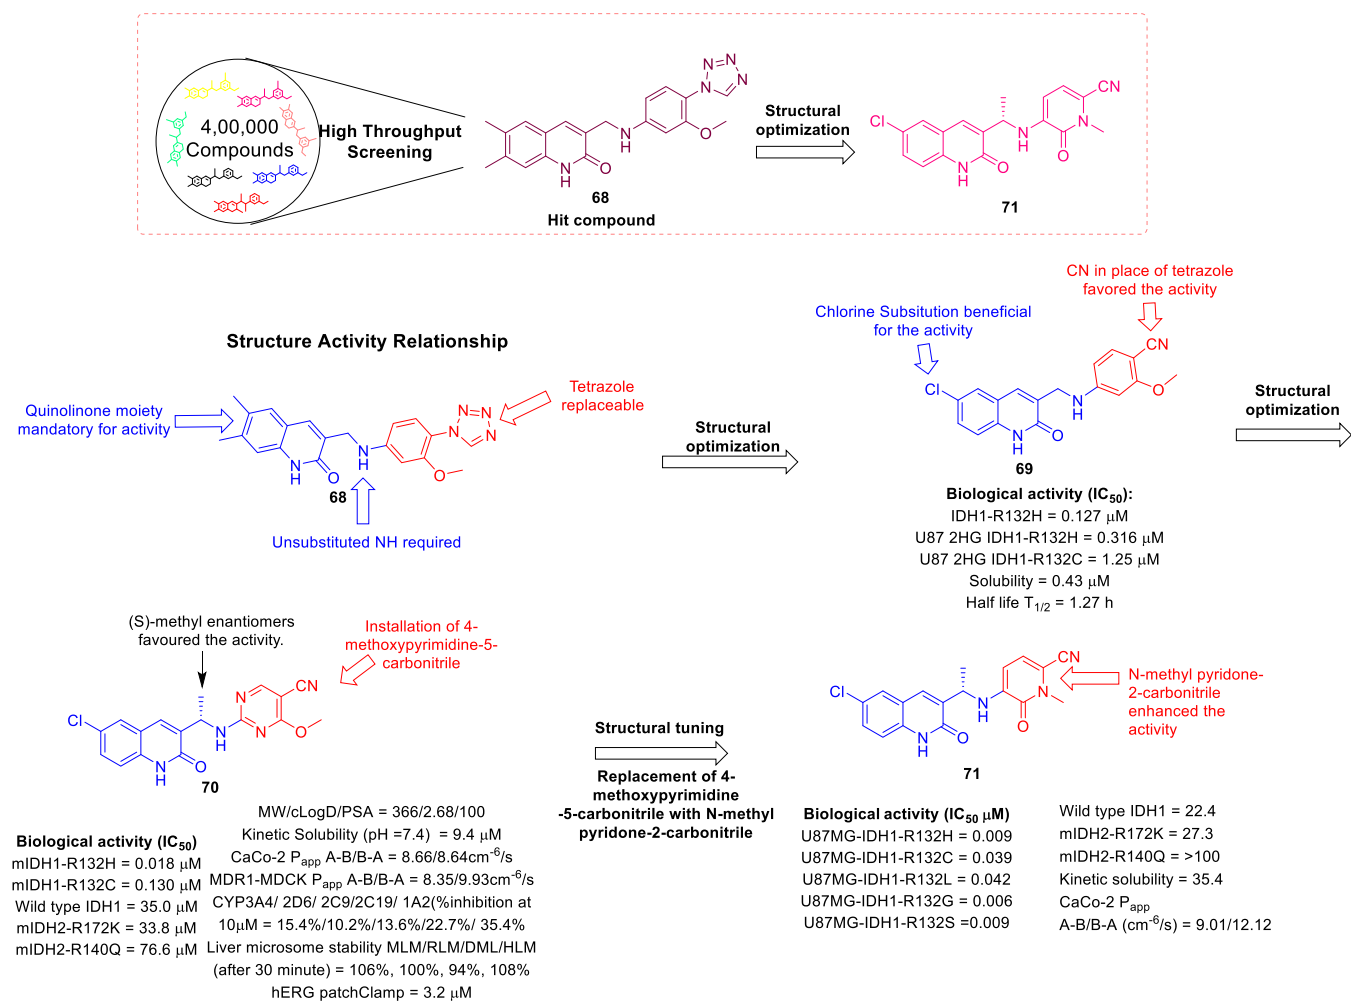 4,00,000
Compounds
High Throughput
Screening
N
N
N
N
N
H
O
N
H
O
68
Hit compound
Structural
optimization
Cl
N
H
O
N
H
O
N
CN
71
CN in place of tetrazole
favored the activity
Chlorine Subsitution beneficial
for the activity
Structure Activity Relationship
Quinolinone moiety
mandatory for activity
Tetrazole
replaceable
N
N
N
N
N
H
O
N
H
O
68
Unsubstituted NH required
Structural
optimization
Cl
CN
O
N
H
N
H
O
69
Structural
optimization
Biological activity (IC50):
IDH1-R132H = 0.127 μM
U87 2HG IDH1-R132H = 0.316 μM
U87 2HG IDH1-R132C = 1.25 μM
Solubility = 0.43 μM
Half life T1/2 = 1.27 h
(S)-methyl enantiomers
favoured the activity.
Installation of 4-
methoxypyrimidine-5-
carbonitrile
Cl
N
H
O
N
H
N
N
CN
O
70
Biological activity (IC50)
mIDH1-R132H = 0.018 μM
mIDH1-R132C = 0.130 μM
Wild type IDH1 = 35.0 μM
mIDH2-R172K = 33.8 μM
mIDH2-R140Q = 76.6 μM
MW/cLogD/PSA = 366/2.68/100
Kinetic Solubility (pH =7.4) = 9.4 μM
CaCo-2 Papp A-B/B-A = 8.66/8.64cm-6/s
MDR1-MDCK Papp A-B/B-A = 8.35/9.93cm-6/s
CYP3A4/ 2D6/ 2C9/2C19/ 1A2(%inhibition at
10μM = 15.4%/10.2%/13.6%/22.7%/ 35.4%
Liver microsome stability MLM/RLM/DML/HLM
(after 30 minute) = 106%, 100%, 94%, 108%
hERG patchClamp = 3.2 μM
Structural tuning
Replacement of 4-
methoxypyrimidine
-5-carbonitrile with N-methyl
pyridone-2-carbonitrile
Cl
N
H
O
N
H
O
N
CN
71
N-methyl pyridone-
2-carbonitrile
enhanced the
activity
Biological activity (IC50 μM)
U87MG-IDH1-R132H = 0.009
U87MG-IDH1-R132C = 0.039
U87MG-IDH1-R132L = 0.042
U87MG-IDH1-R132G = 0.006
U87MG-IDH1-R132S =0.009
Wild type IDH1 = 22.4
mIDH2-R172K = 27.3
mIDH2-R140Q = >100
Kinetic solubility = 35.4
CaCo-2 Papp
A-B/B-A (cm-6/s) = 9.01/12.12